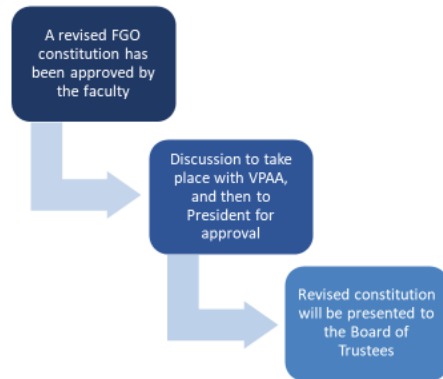 A revised FGO
constitution has
been approved by
the faculty
Discussion to take
place with VPAA,
and then to
President for
approval
Revised constitution
will be presented to
the Board of
Trustees